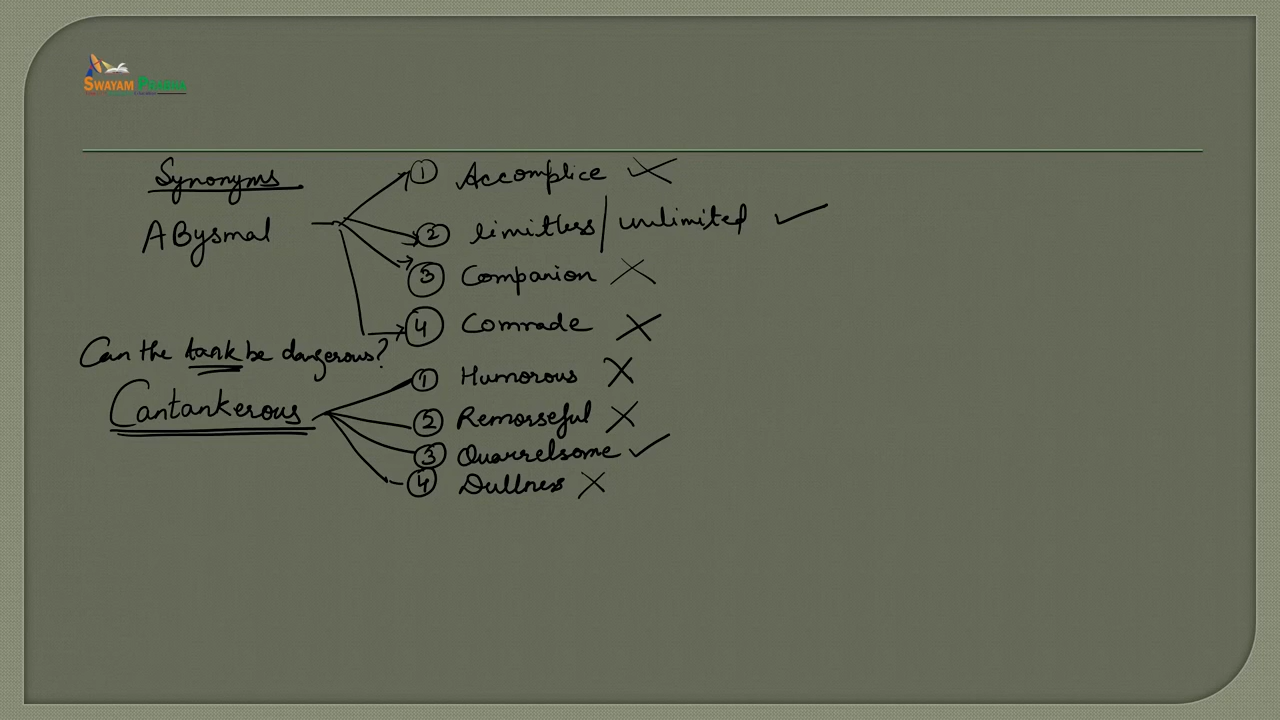 SWAYAM PRABHA
Synonyms
ABysmal
① Accomplice ✗
② limitless/unlimited ✓
③ Companion ✗
④ Comrade ✗
Can the tank be dangerous?
Cantankerous
① Humorous ✗
② Remorseful ✗
③ Quarrelsome ✓
④ Dullness ✗